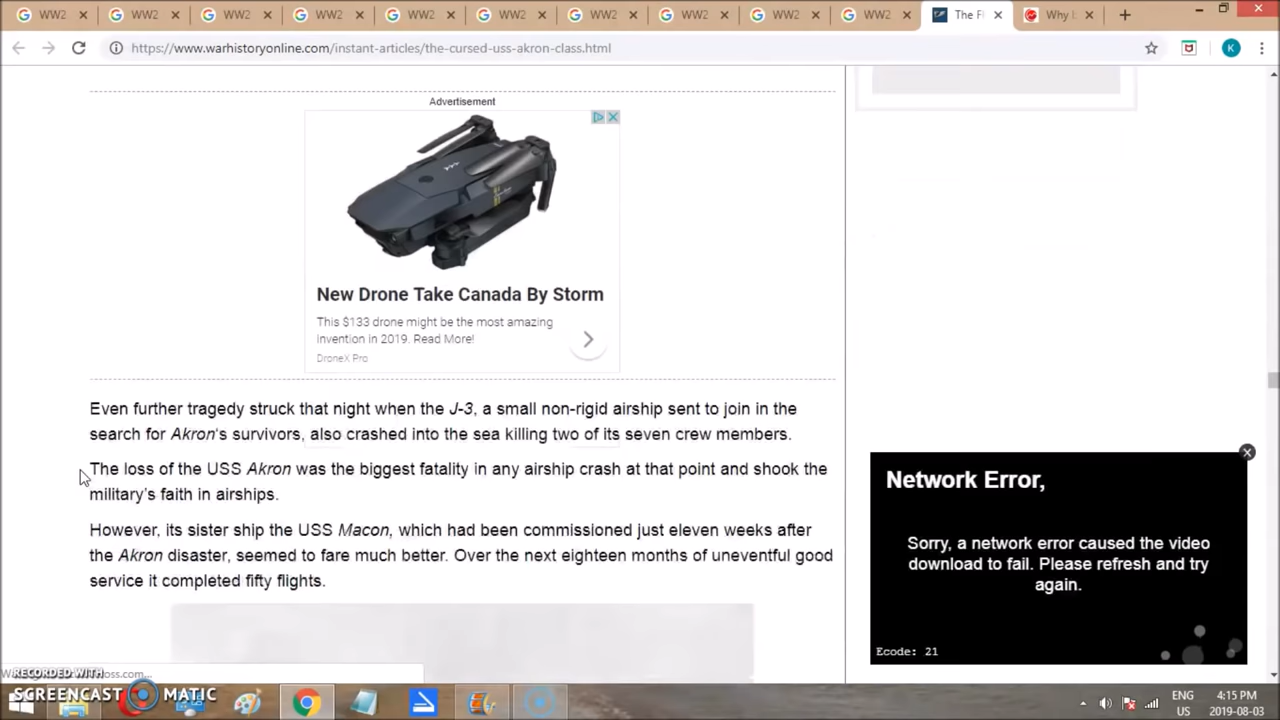 WW2
WW2
WW2
WW2
WW2
WW2
WW2
WW2
WW2
WW2
The Fl
Why I
https://www.warhistoryonline.com/instant-articles/the-cursed-uss-akron-class.html
K
Advertisement
New Drone Take Canada By Storm
This $133 drone might be the most amazing
invention in 2019. Read More!
DroneX Pro
Even further tragedy struck that night when the J-3, a small non-rigid airship sent to join in the
search for Akron‘s survivors, also crashed into the sea killing two of its seven crew members.
The loss of the USS Akron was the biggest fatality in any airship crash at that point and shook the
military’s faith in airships.
However, its sister ship the USS Macon, which had been commissioned just eleven weeks after
the Akron disaster, seemed to fare much better. Over the next eighteen months of uneventful good
service it completed fifty flights.
Network Error,
Sorry, a network error caused the video
download to fail. Please refresh and try
again.
Ecode: 21
RECORDED WITH
SCREENCAST MATIC
ENG
US
4:15 PM
2019-08-03